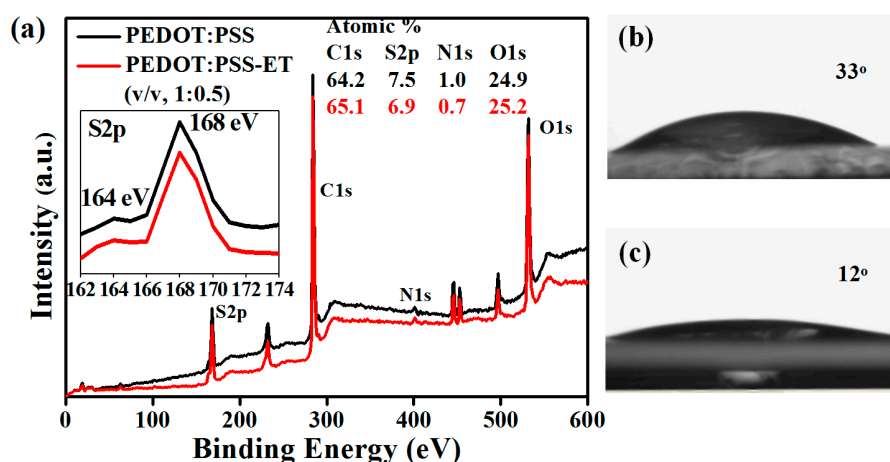 (a)
PEDOT:PSS
PEDOT:PSS-ET
(v/v, 1:0.5)
Atomic %
C1s S2p N1s O1s
64.2 7.5 1.0 24.9
65.1 6.9 0.7 25.2
S2p
168 eV
164 eV
162 164 166 168 170 172 174
S2p
C1s
N1s
O1s
Intensity (a.u.)
0 100 200 300 400 500 600
Binding Energy (eV)
(b)
33º
(c)
12º